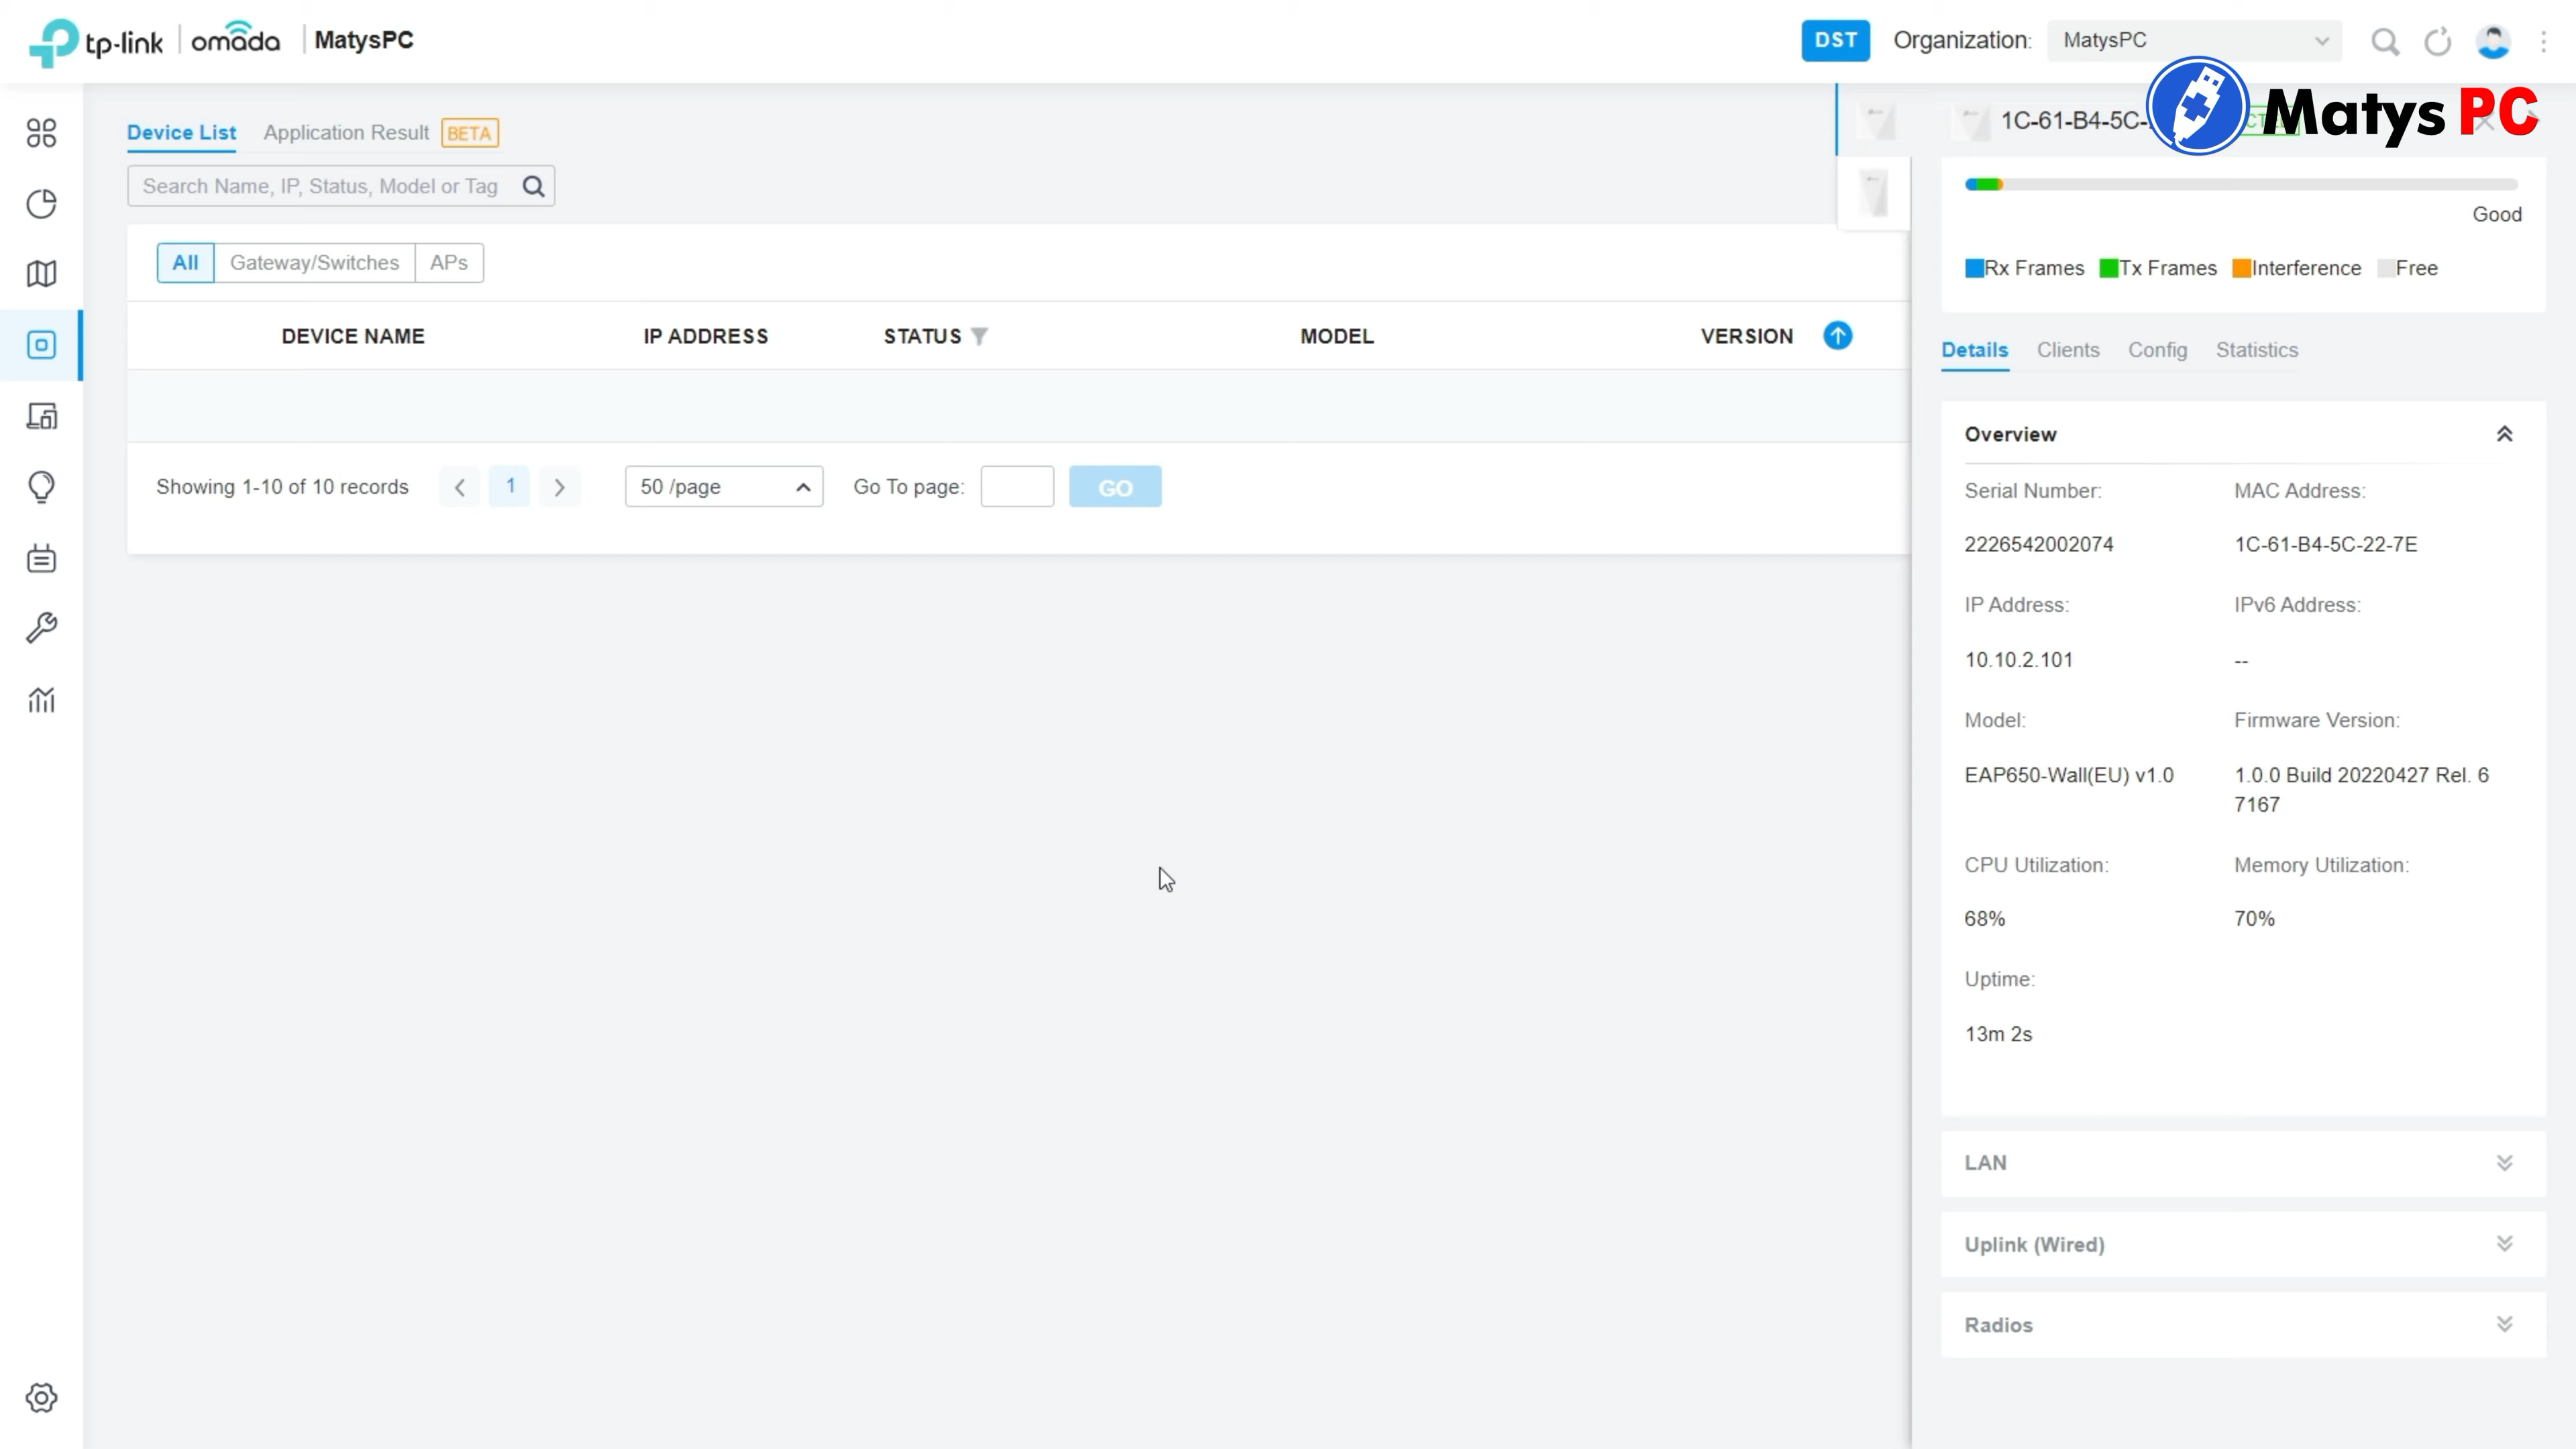 tp-link | omada | MatysPC
DST Organization: MatysPC
Matys PC
Device List Application Result BETA
1C-61-B4-5C-
Search Name, IP, Status, Model or Tag
Good
All Gateway/Switches APs
Rx Frames Tx Frames Interference Free
DEVICE NAME IP ADDRESS STATUS MODEL VERSION
Details Clients Config Statistics
Overview
Showing 1-10 of 10 records 1 50 /page Go To page: GO
Serial Number: MAC Address:
2226542002074 1C-61-B4-5C-22-7E
IP Address: IPv6 Address:
10.10.2.101 --
Model: Firmware Version:
EAP650-Wall(EU) v1.0 1.0.0 Build 20220427 Rel. 6
7167
CPU Utilization: Memory Utilization:
68% 70%
Uptime:
13m 2s
LAN
Uplink (Wired)
Radios